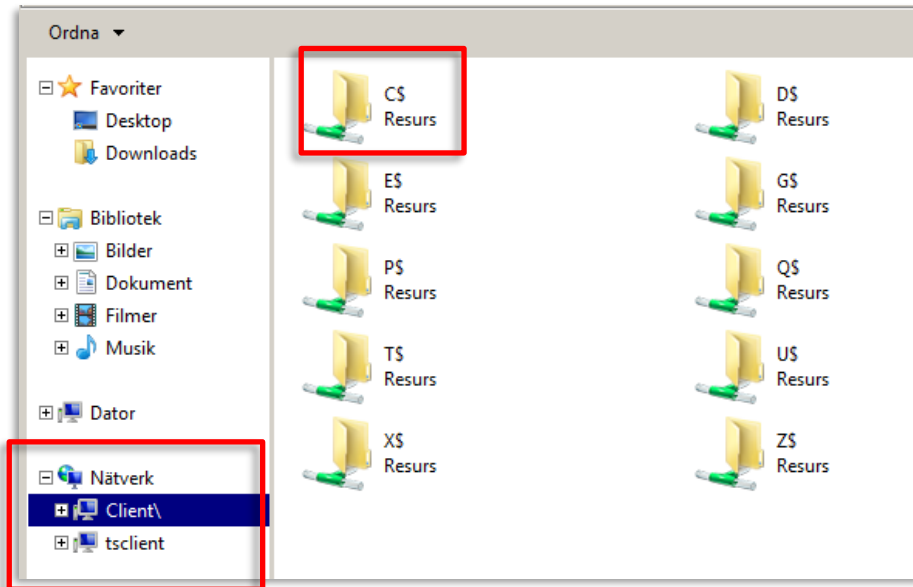 Ordna
Favoriter
Desktop
Downloads
Bibliotek
Bilder
Dokument
Filmer
Musik
Dator
Nätverk
Client\
tsclient
C$
Resurs
D$
Resurs
E$
Resurs
G$
Resurs
P$
Resurs
Q$
Resurs
T$
Resurs
U$
Resurs
X$
Resurs
Z$
Resurs